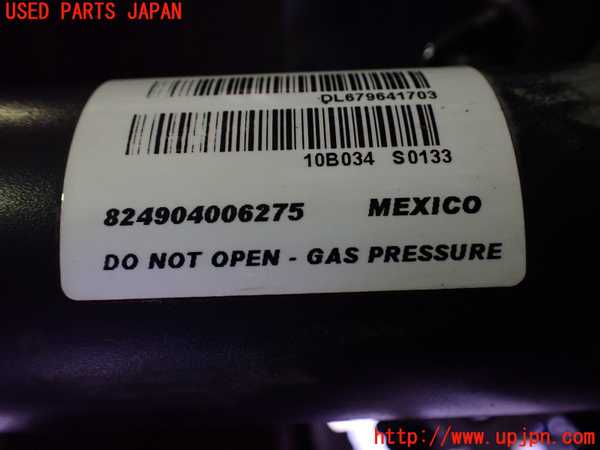 USED PARTS JAPAN
DL679641703
10B034 S0133
824904006275 MEXICO
DO NOT OPEN - GAS PRESSURE
http://www.upjpn.com/